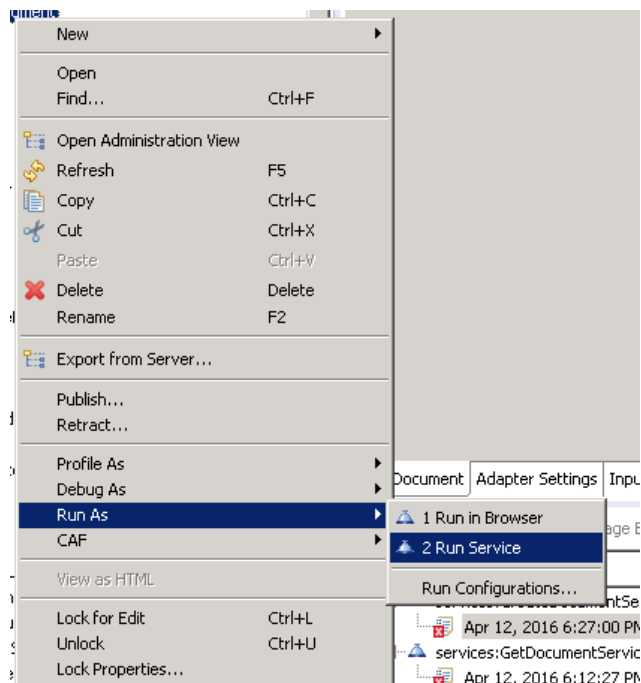 New
Open
Find... Ctrl+F
Open Administration View
Refresh F5
Copy Ctrl+C
Cut Ctrl+X
Paste Ctrl+V
Delete Delete
Rename F2
Export from Server...
Publish...
Retract...
Profile As
Debug As
Run As
CAF
View as HTML
Lock for Edit Ctrl+L
Unlock Ctrl+U
Lock Properties...
Document Adapter Settings Inpu
1 Run in Browser
2 Run Service
Run Configurations...
Apr 12, 2016 6:27:00 PM
services:GetDocumentServic
Apr 12, 2016 6:12:27 PM